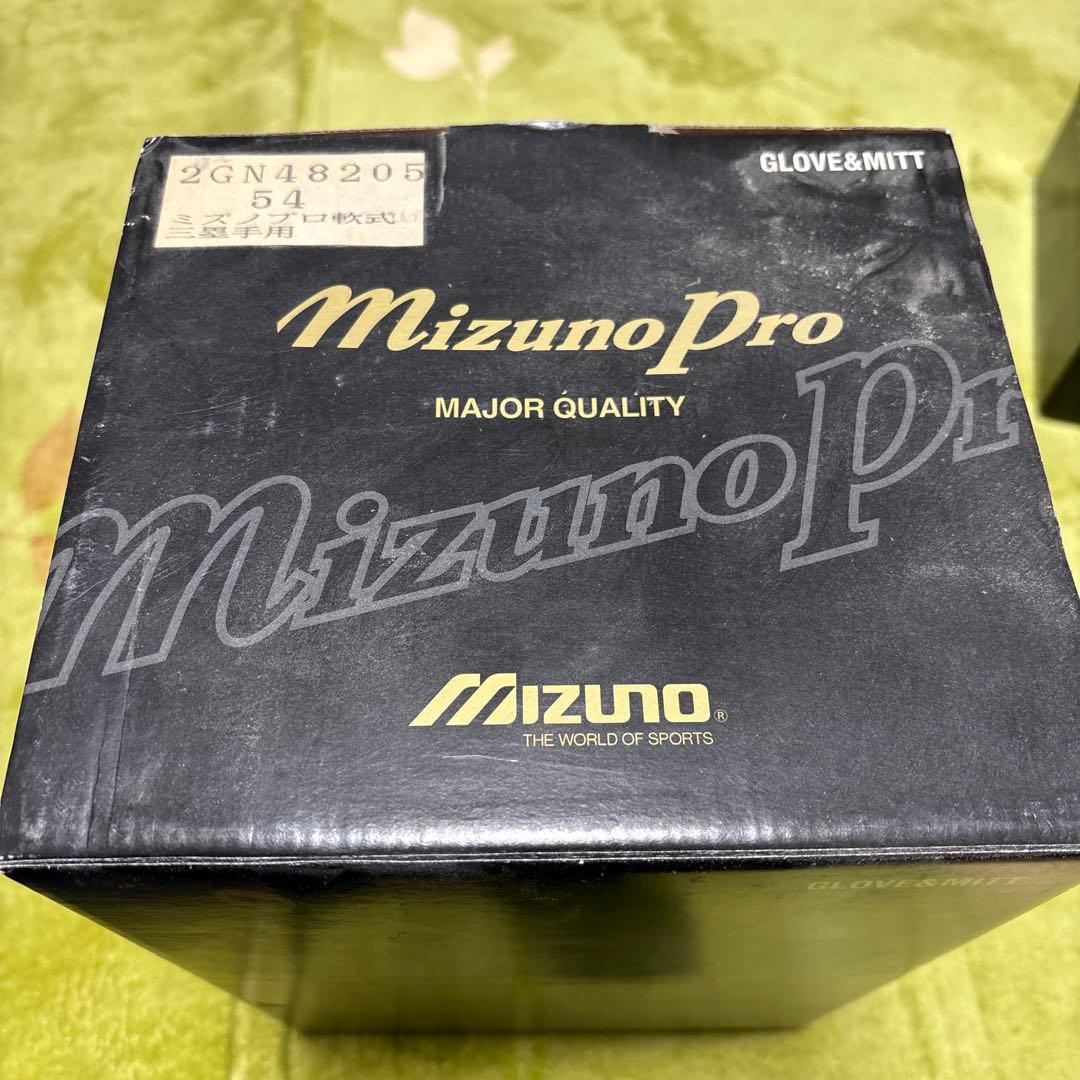 2GN48205
54
ミズノプロ軟式
三塁手用
GLOVE&MITT
mizunopro
MAJOR QUALITY
mizunopr
MIZUNO®
THE WORLD OF SPORTS
GLOVE&MITT